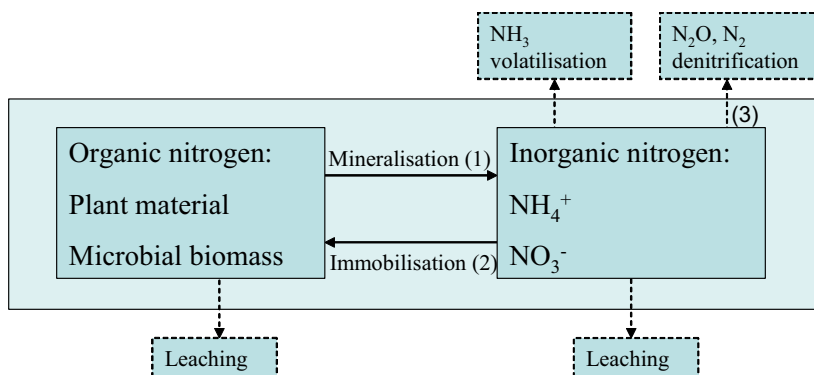 NH₃
volatilisation
N₂O, N₂
denitrification
(3)
Organic nitrogen:
Plant material
Microbial biomass
Mineralisation (1)
Immobilisation (2)
Inorganic nitrogen:
NH₄⁺
NO₃⁻
Leaching
Leaching